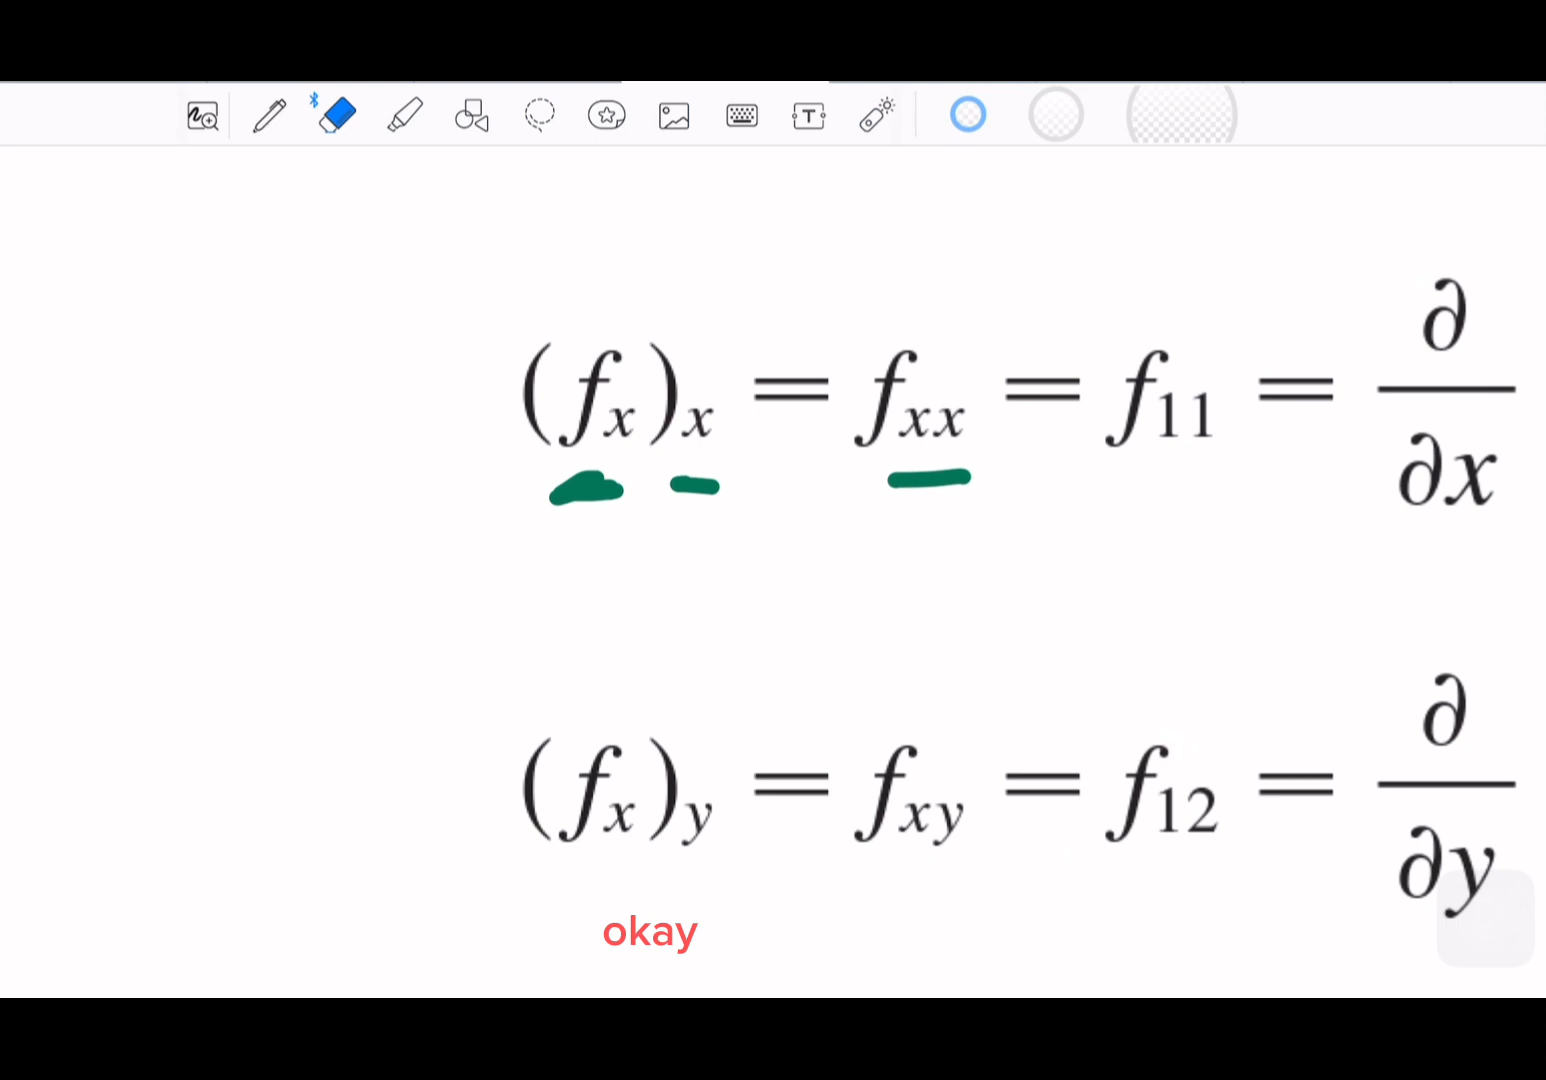 (f_x)_x = f_xx = f_11 = ∂/∂x
(f_x)_y = f_xy = f_12 = ∂/∂y
okay